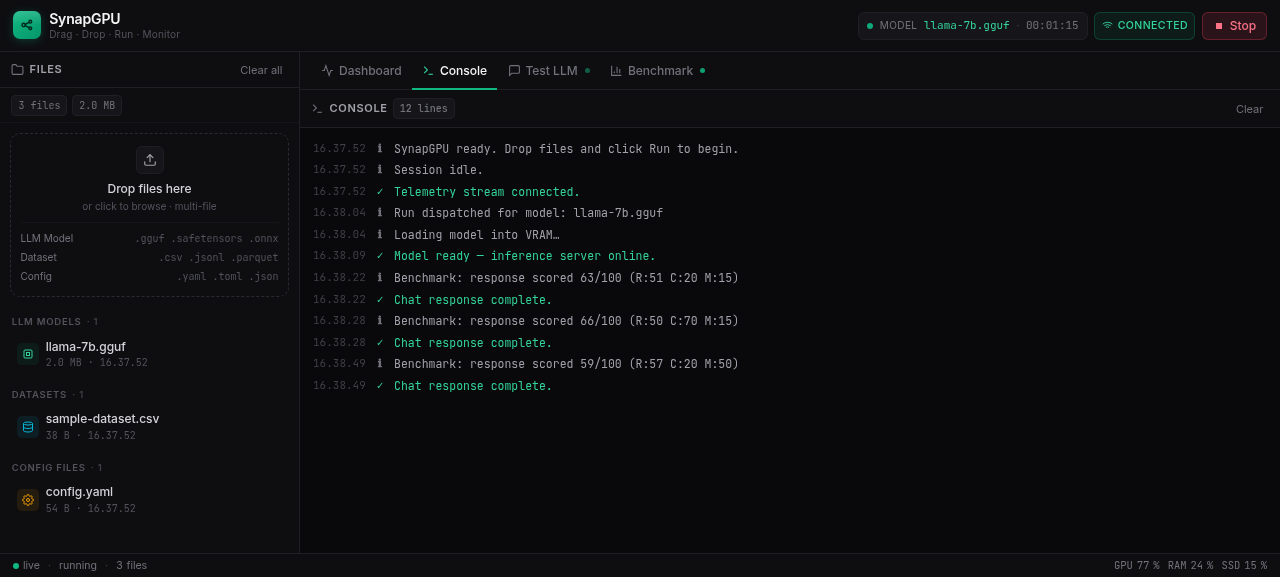 SynapGPU
Drag · Drop · Run · Monitor
MODEL llama-7b.gguf · 00:01:15
CONNECTED
Stop
FILES
Clear all
3 files 2.0 MB
Drop files here
or click to browse · multi-file
LLM Model .gguf .safetensors .onnx
Dataset .csv .jsonl .parquet
Config .yaml .toml .json
LLM MODELS · 1
llama-7b.gguf
2.0 MB · 16.37.52
DATASETS · 1
sample-dataset.csv
38 B · 16.37.52
CONFIG FILES · 1
config.yaml
54 B · 16.37.52
Dashboard Console Test LLM Benchmark
CONSOLE 12 lines Clear
16.37.52 ℹ SynapGPU ready. Drop files and click Run to begin.
16.37.52 ℹ Session idle.
16.37.52 ✓ Telemetry stream connected.
16.38.04 ℹ Run dispatched for model: llama-7b.gguf
16.38.04 ℹ Loading model into VRAM…
16.38.09 ✓ Model ready — inference server online.
16.38.22 ℹ Benchmark: response scored 63/100 (R:51 C:20 M:15)
16.38.22 ✓ Chat response complete.
16.38.28 ℹ Benchmark: response scored 66/100 (R:50 C:70 M:15)
16.38.28 ✓ Chat response complete.
16.38.49 ℹ Benchmark: response scored 59/100 (R:57 C:20 M:50)
16.38.49 ✓ Chat response complete.
live · running · 3 files
GPU 77 % RAM 24 % SSD 15 %